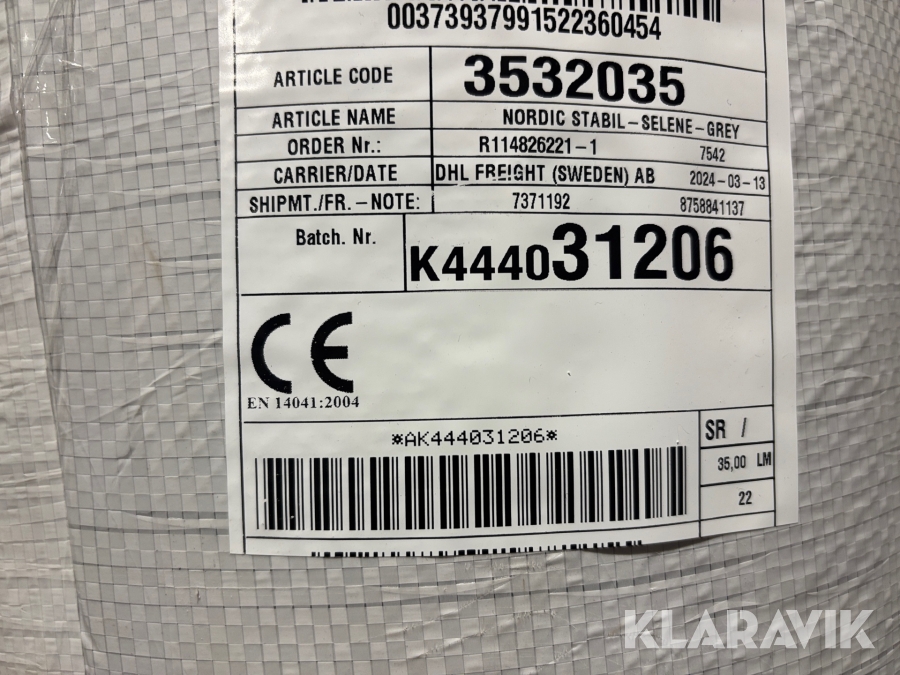 00373937991522360454
ARTICLE CODE 3532035
ARTICLE NAME NORDIC STABIL-SELENE-GREY
ORDER Nr.: R114826221-1 7542
CARRIER/DATE DHL FREIGHT (SWEDEN) AB 2024-03-13
SHIPMT./FR.-NOTE: 7371192 8758841137
Batch. Nr. K444031206
CE
EN 14041:2004
*AK444031206*
SR /
35,00 LM
22
KLARAVIK